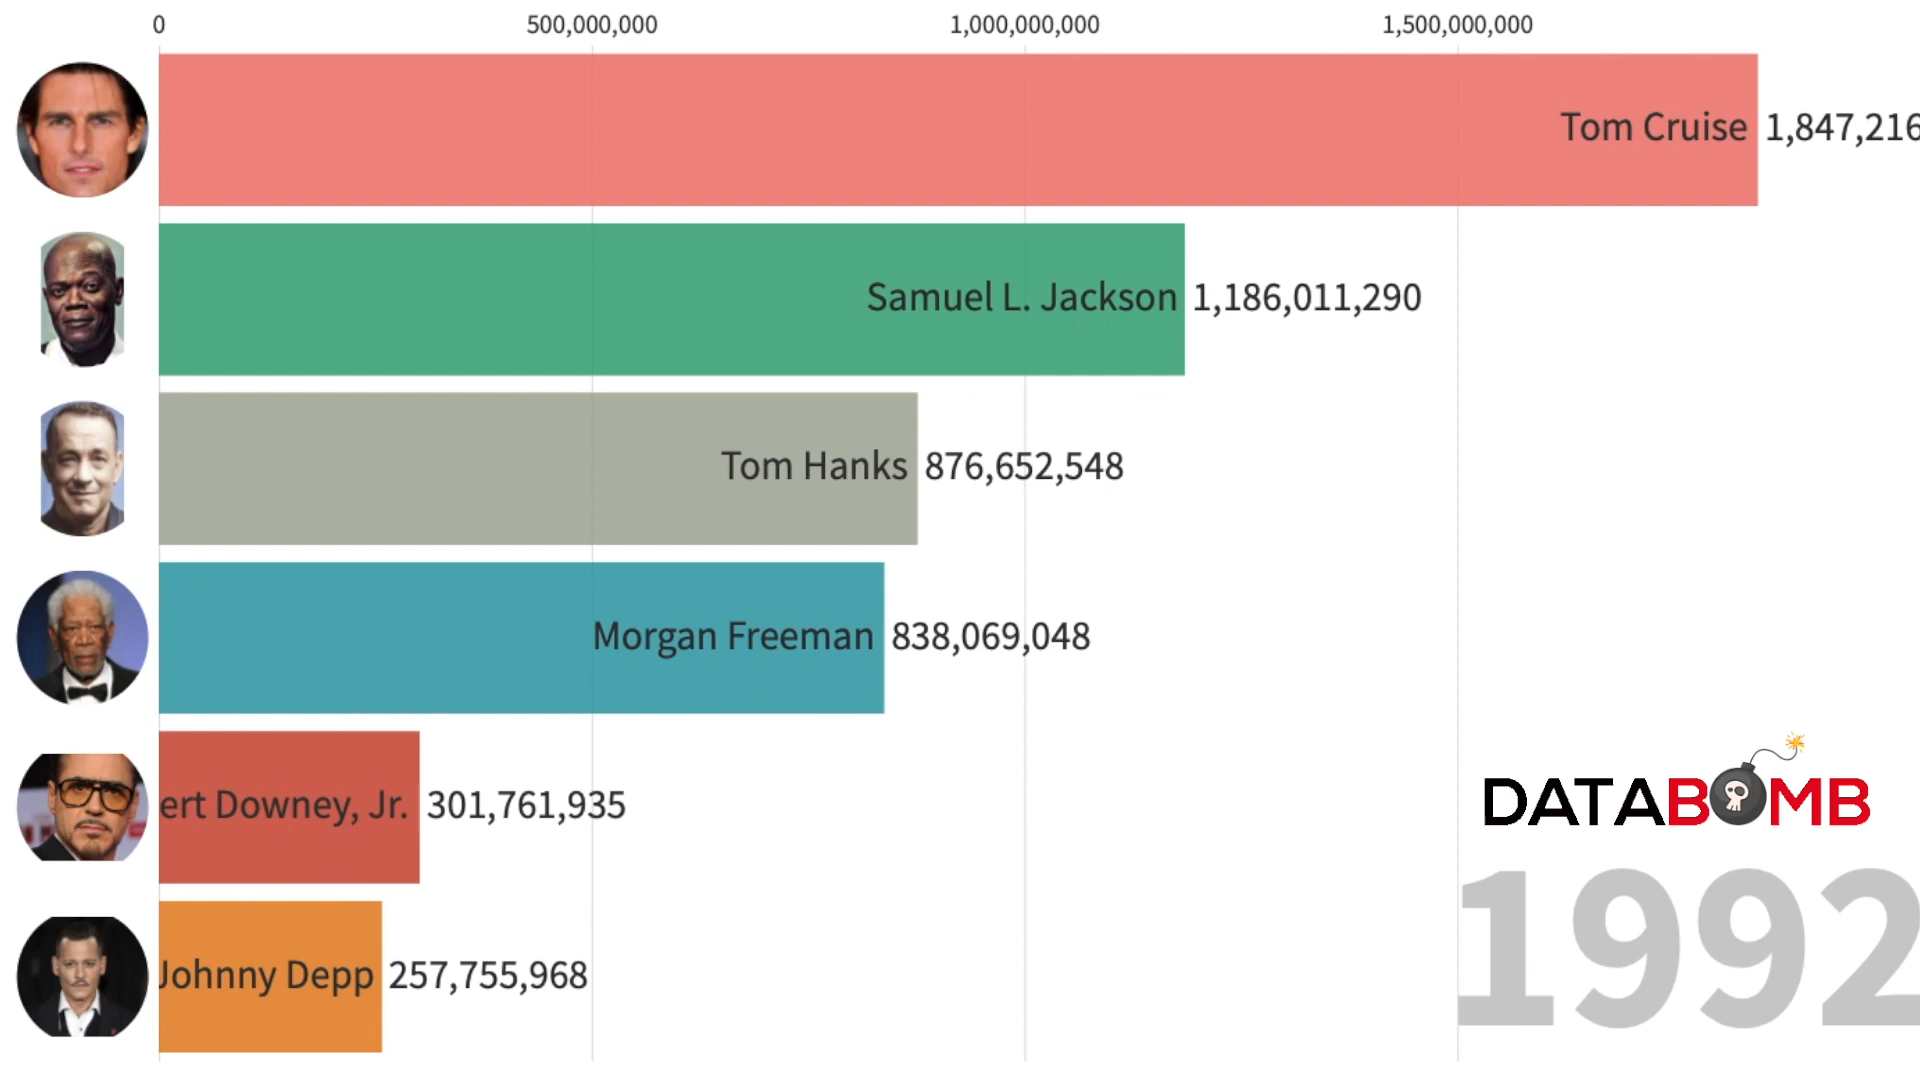 0 500,000,000 1,000,000,000 1,500,000,000
Tom Cruise 1,847,216
Samuel L. Jackson 1,186,011,290
Tom Hanks 876,652,548
Morgan Freeman 838,069,048
ert Downey, Jr. 301,761,935
Johnny Depp 257,755,968
DATABOMB
1992